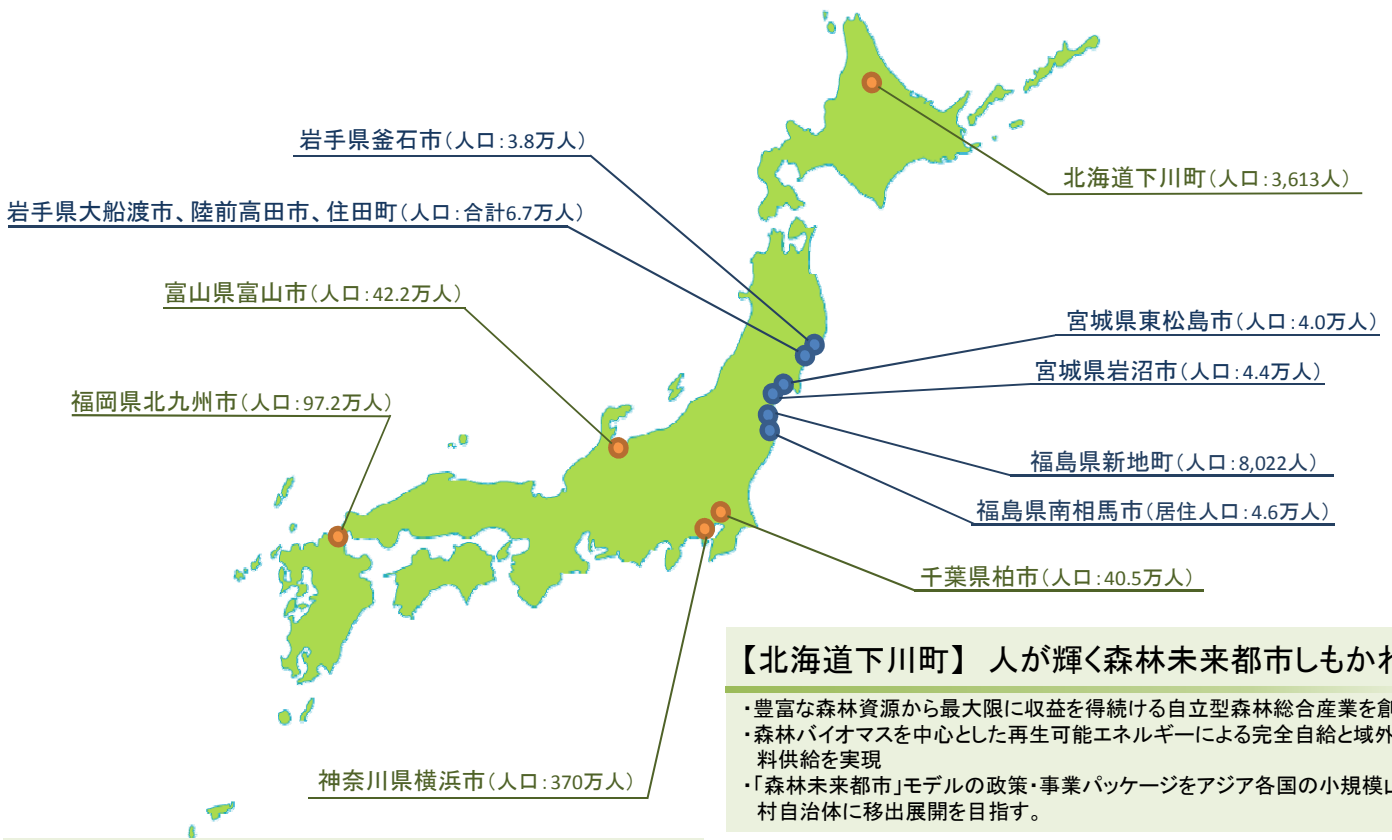 岩手県釜石市(人口:3.8万人)
北海道下川町(人口:3,613人)
岩手県大船渡市、陸前高田市、住田町(人口:合計6.7万人)
富山県富山市(人口:42.2万人)
宮城県東松島市(人口:4.0万人)
宮城県岩沼市(人口:4.4万人)
福岡県北九州市(人口:97.2万人)
福島県新地町(人口:8,022人)
福島県南相馬市(居住人口:4.6万人)
千葉県柏市(人口:40.5万人)
神奈川県横浜市(人口:370万人)
【北海道下川町】 人が輝く森林未来都市しもか
・豊富な森林資源から最大限に収益を得続ける自立型森林総合産業を創
・森林バイオマスを中心とした再生可能エネルギーによる完全自給と域外
料供給を実現
・「森林未来都市」モデルの政策・事業パッケージをアジア各国の小規模山
村自治体に移出展開を目指す。